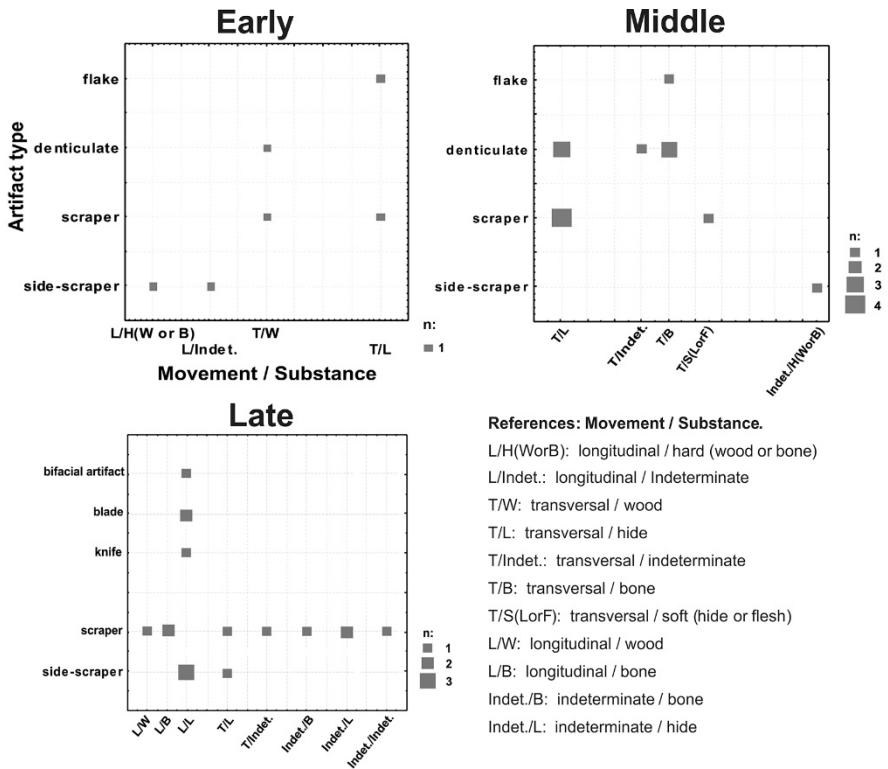 Early
Artifact type
flake
denticulate
scraper
side-scraper
L/H(W or B)
L/Indet.
T/W
T/L
Movement / Substance
n:
1
Middle
flake
denticulate
scraper
side-scraper
T/L
T/Indet.
T/B
T/S(LorF)
Indet./H(WorB)
n:
1
2
3
4
Late
bifacial artifact
blade
knife
scraper
side-scraper
L/W
L/B
L/L
T/L
T/Indet.
Indet./B
Indet./L
Indet./Indet.
n:
1
2
3
References: Movement / Substance.
L/H(WorB): longitudinal / hard (wood or bone)
L/Indet.: longitudinal / Indeterminate
T/W: transversal / wood
T/L: transversal / hide
T/Indet.: transversal / indeterminate
T/B: transversal / bone
T/S(LorF): transversal / soft (hide or flesh)
L/W: longitudinal / wood
L/B: longitudinal / bone
Indet./B: indeterminate / bone
Indet./L: indeterminate / hide